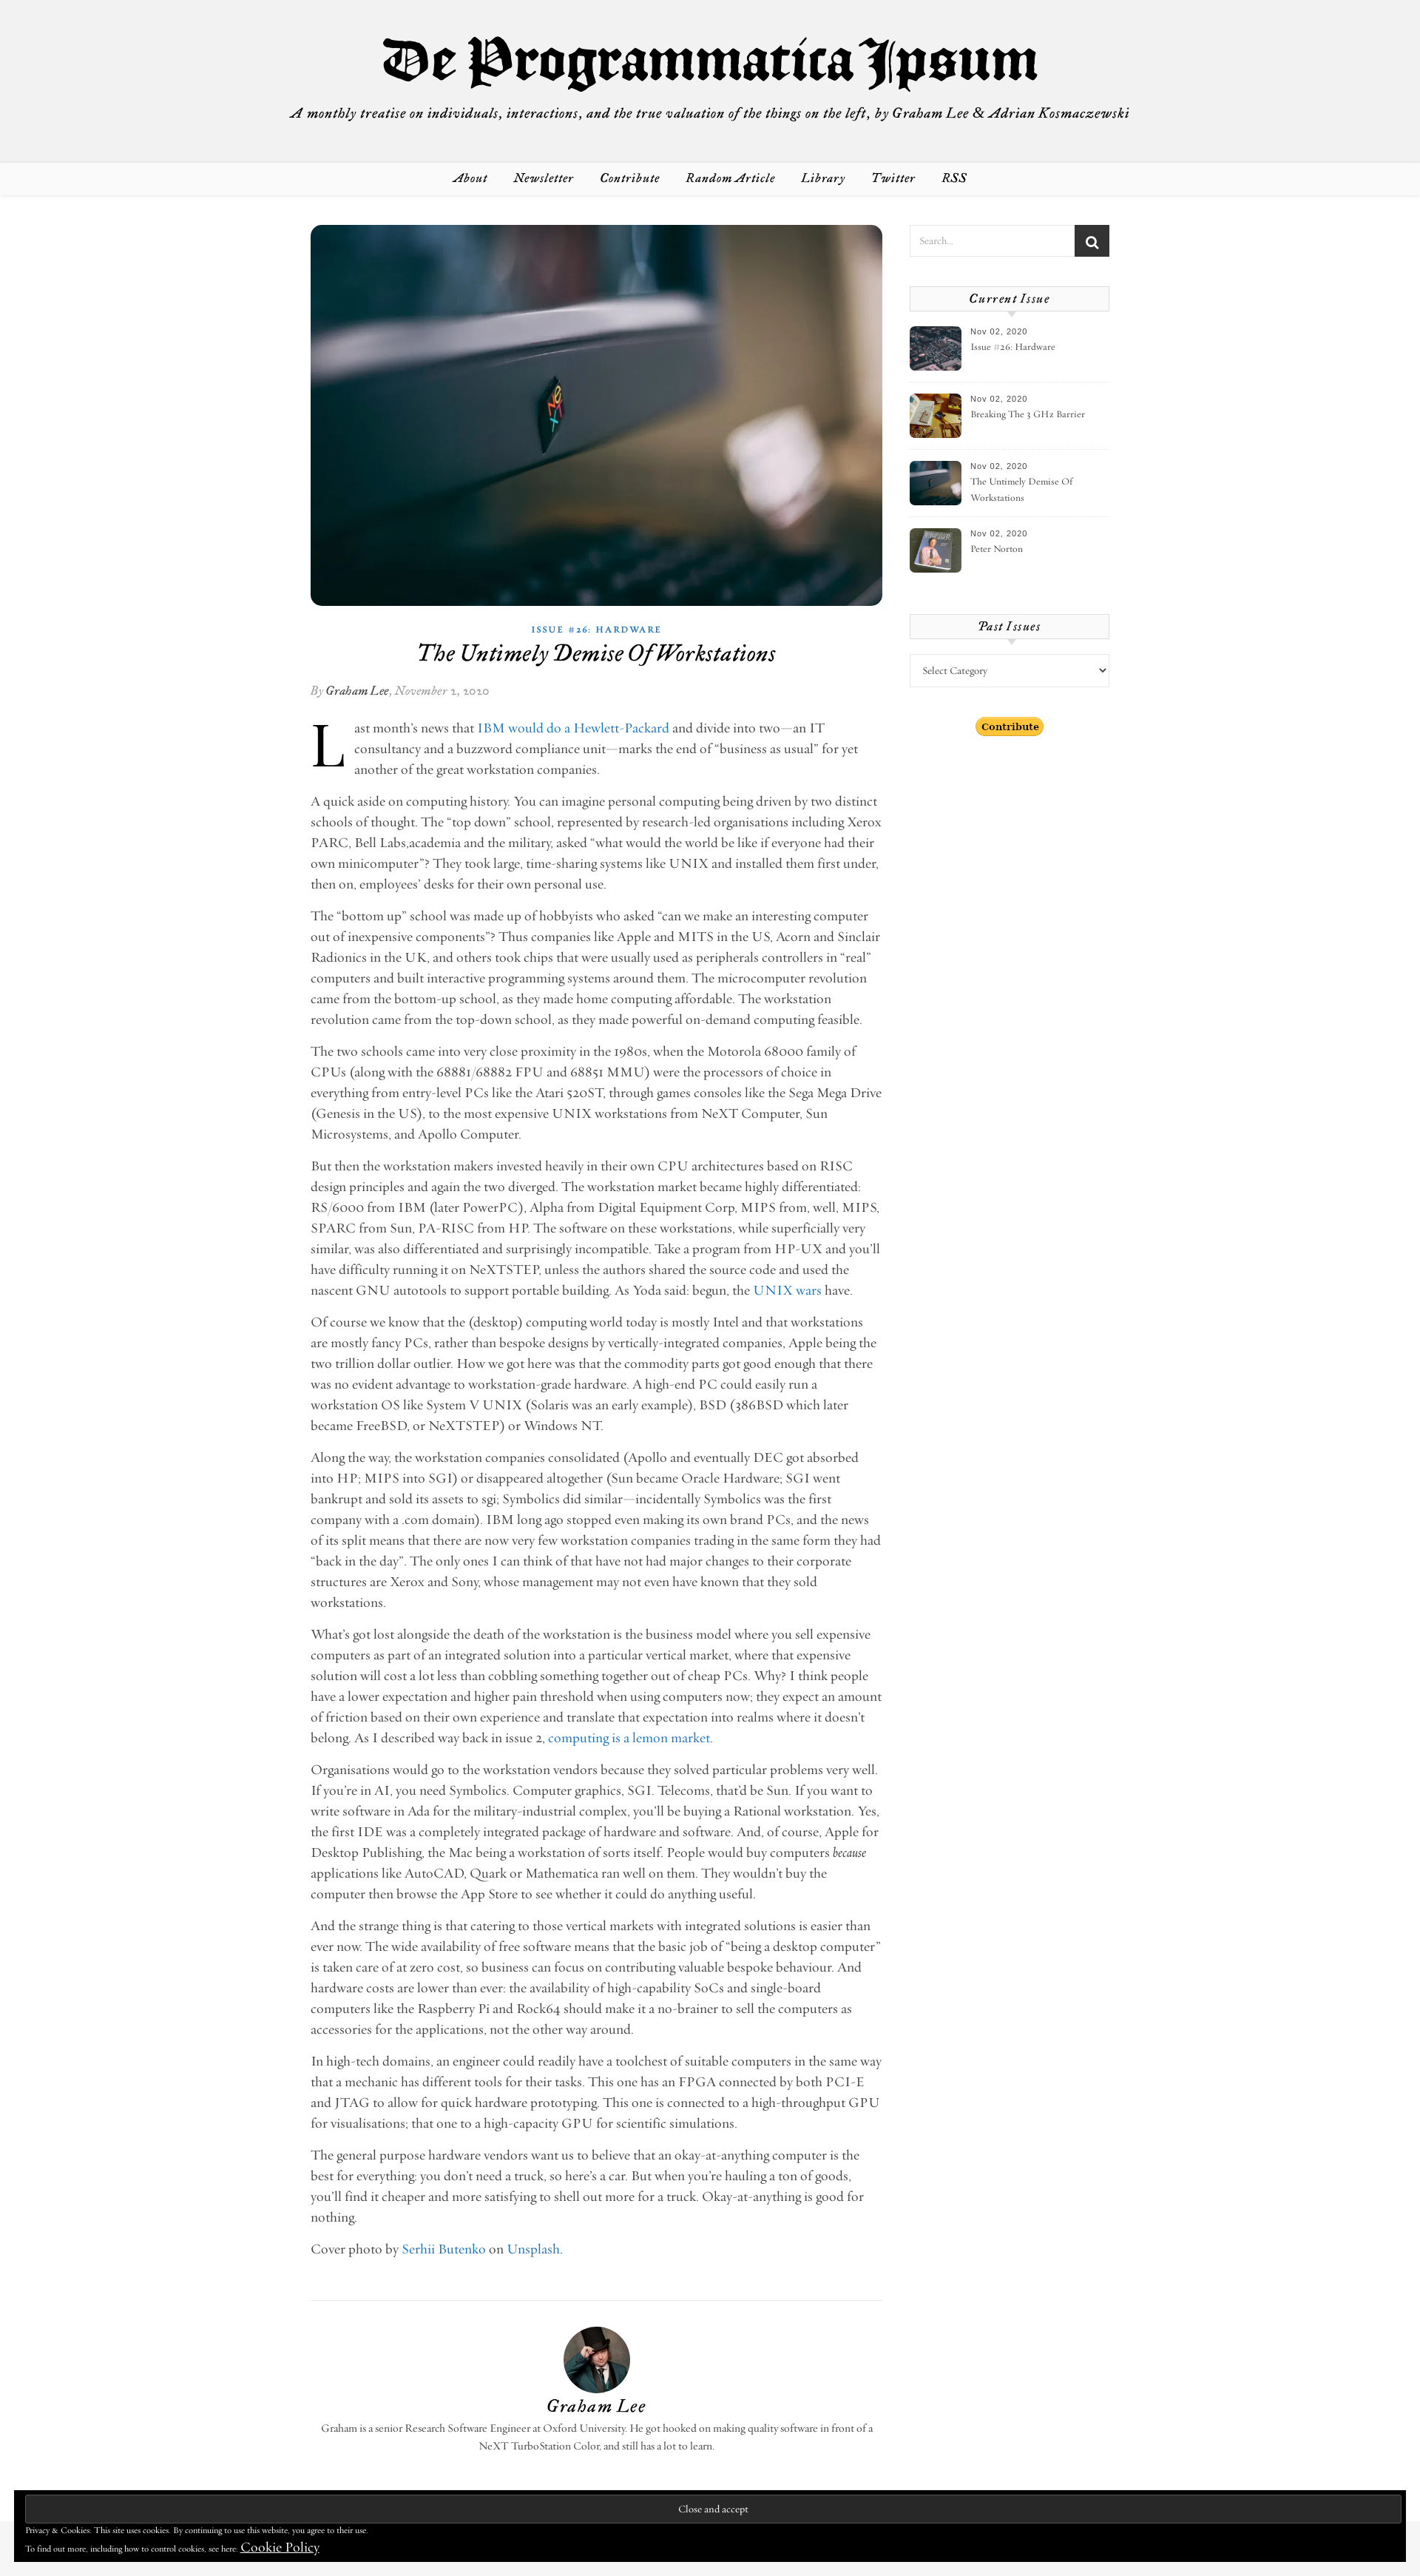 De Programmatica Ipsum
A monthly treatise on individuals, interactions, and the true valuation of the things on the left, by Graham Lee & Adrian Kosmaczewski
About Newsletter Contribute Random Article Library Twitter RSS
NeXT
ISSUE #26: HARDWARE
The Untimely Demise Of Workstations
By Graham Lee, November 2, 2020
Last month’s news that IBM would do a Hewlett-Packard and divide into two—an IT
consultancy and a buzzword compliance unit—marks the end of “business as usual” for yet
another of the great workstation companies.
A quick aside on computing history. You can imagine personal computing being driven by two distinct
schools of thought. The “top down” school, represented by research-led organisations including Xerox
PARC, Bell Labs,academia and the military, asked “what would the world be like if everyone had their
own minicomputer”? They took large, time-sharing systems like UNIX and installed them first under,
then on, employees’ desks for their own personal use.
The “bottom up” school was made up of hobbyists who asked “can we make an interesting computer
out of inexpensive components”? Thus companies like Apple and MITS in the US, Acorn and Sinclair
Radionics in the UK, and others took chips that were usually used as peripherals controllers in “real”
computers and built interactive programming systems around them. The microcomputer revolution
came from the bottom-up school, as they made home computing affordable. The workstation
revolution came from the top-down school, as they made powerful on-demand computing feasible.
The two schools came into very close proximity in the 1980s, when the Motorola 68000 family of
CPUs (along with the 68881/68882 FPU and 68851 MMU) were the processors of choice in
everything from entry-level PCs like the Atari 520ST, through games consoles like the Sega Mega Drive
(Genesis in the US), to the most expensive UNIX workstations from NeXT Computer, Sun
Microsystems, and Apollo Computer.
But then the workstation makers invested heavily in their own CPU architectures based on RISC
design principles and again the two diverged. The workstation market became highly differentiated:
RS/6000 from IBM (later PowerPC), Alpha from Digital Equipment Corp, MIPS from, well, MIPS,
SPARC from Sun, PA-RISC from HP. The software on these workstations, while superficially very
similar, was also differentiated and surprisingly incompatible. Take a program from HP-UX and you’ll
have difficulty running it on NeXTSTEP, unless the authors shared the source code and used the
nascent GNU autotools to support portable building. As Yoda said: begun, the UNIX wars have.
Of course we know that the (desktop) computing world today is mostly Intel and that workstations
are mostly fancy PCs, rather than bespoke designs by vertically-integrated companies, Apple being the
two trillion dollar outlier. How we got here was that the commodity parts got good enough that there
was no evident advantage to workstation-grade hardware. A high-end PC could easily run a
workstation OS like System V UNIX (Solaris was an early example), BSD (386BSD which later
became FreeBSD, or NeXTSTEP) or Windows NT.
Along the way, the workstation companies consolidated (Apollo and eventually DEC got absorbed
into HP; MIPS into SGI) or disappeared altogether (Sun became Oracle Hardware; SGI went
bankrupt and sold its assets to sgi; Symbolics did similar—incidentally Symbolics was the first
company with a .com domain). IBM long ago stopped even making its own brand PCs, and the news
of its split means that there are now very few workstation companies trading in the same form they had
“back in the day”. The only ones I can think of that have not had major changes to their corporate
structures are Xerox and Sony, whose management may not even have known that they sold
workstations.
What’s got lost alongside the death of the workstation is the business model where you sell expensive
computers as part of an integrated solution into a particular vertical market, where that expensive
solution will cost a lot less than cobbling something together out of cheap PCs. Why? I think people
have a lower expectation and higher pain threshold when using computers now; they expect an amount
of friction based on their own experience and translate that expectation into realms where it doesn’t
belong. As I described way back in issue 2, computing is a lemon market.
Organisations would go to the workstation vendors because they solved particular problems very well.
If you’re in AI, you need Symbolics. Computer graphics, SGI. Telecoms, that’d be Sun. If you want to
write software in Ada for the military-industrial complex, you’ll be buying a Rational workstation. Yes,
the first IDE was a completely integrated package of hardware and software. And, of course, Apple for
Desktop Publishing, the Mac being a workstation of sorts itself. People would buy computers because
applications like AutoCAD, Quark or Mathematica ran well on them. They wouldn’t buy the
computer then browse the App Store to see whether it could do anything useful.
And the strange thing is that catering to those vertical markets with integrated solutions is easier than
ever now. The wide availability of free software means that the basic job of “being a desktop computer”
is taken care of at zero cost, so business can focus on contributing valuable bespoke behaviour. And
hardware costs are lower than ever: the availability of high-capability SoCs and single-board
computers like the Raspberry Pi and Rock64 should make it a no-brainer to sell the computers as
accessories for the applications, not the other way around.
In high-tech domains, an engineer could readily have a toolchest of suitable computers in the same way
that a mechanic has different tools for their tasks. This one has an FPGA connected by both PCI-E
and JTAG to allow for quick hardware prototyping. This one is connected to a high-throughput GPU
for visualisations; that one to a high-capacity GPU for scientific simulations.
The general purpose hardware vendors want us to believe that an okay-at-anything computer is the
best for everything: you don’t need a truck, so here’s a car. But when you’re hauling a ton of goods,
you’ll find it cheaper and more satisfying to shell out more for a truck. Okay-at-anything is good for
nothing.
Cover photo by Serhii Butenko on Unsplash.
Graham Lee
Graham is a senior Research Software Engineer at Oxford University. He got hooked on making quality software in front of a
NeXT TurboStation Color, and still has a lot to learn.
Search...
Current Issue
Nov 02, 2020
Issue #26: Hardware
Nov 02, 2020
Breaking The 3 GHz Barrier
Nov 02, 2020
The Untimely Demise Of
Workstations
Nov 02, 2020
Peter Norton
Past Issues
Select Category
Contribute
Close and accept
Privacy & Cookies: This site uses cookies. By continuing to use this website, you agree to their use.
To find out more, including how to control cookies, see here: Cookie Policy